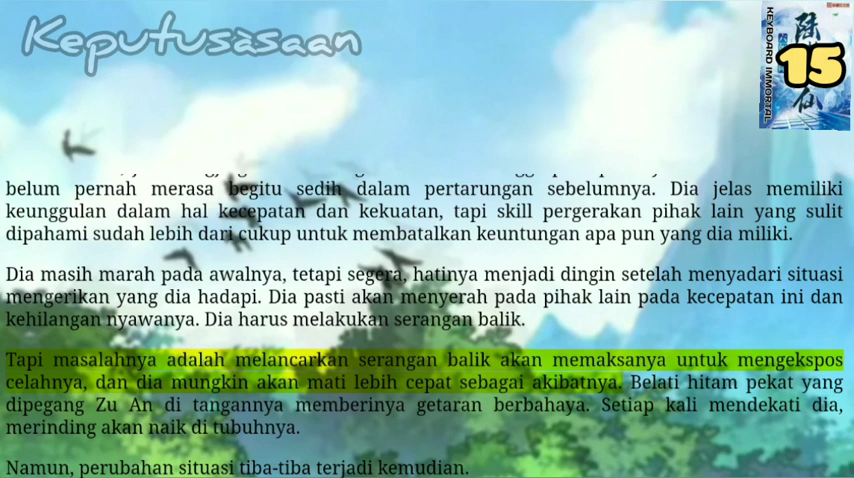 Keputusàsaan
KEYBOARD IMMORTAL
15
belum pernah merasa begitu sedih dalam pertarungan sebelumnya. Dia jelas memiliki
keunggulan dalam hal kecepatan dan kekuatan, tapi skill pergerakan pihak lain yang sulit
dipahami sudah lebih dari cukup untuk membatalkan keuntungan apa pun yang dia miliki.
Dia masih marah pada awalnya, tetapi segera, hatinya menjadi dingin setelah menyadari situasi
mengerikan yang dia hadapi. Dia pasti akan menyerah pada pihak lain pada kecepatan ini dan
kehilangan nyawanya. Dia harus melakukan serangan balik.
Tapi masalahnya adalah melancarkan serangan balik akan memaksanya untuk mengekspos
celahnya, dan dia mungkin akan mati lebih cepat sebagai akibatnya. Belati hitam pekat yang
dipegang Zu An di tangannya memberinya getaran berbahaya. Setiap kali mendekati dia,
merinding akan naik di tubuhnya.
Namun, perubahan situasi tiba-tiba terjadi kemudian.